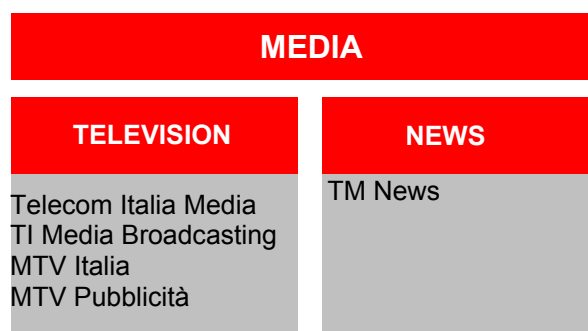 MEDIA
TELEVISION
Telecom Italia Media
TI Media Broadcasting
MTV Italia
MTV Pubblicità
NEWS
TM News